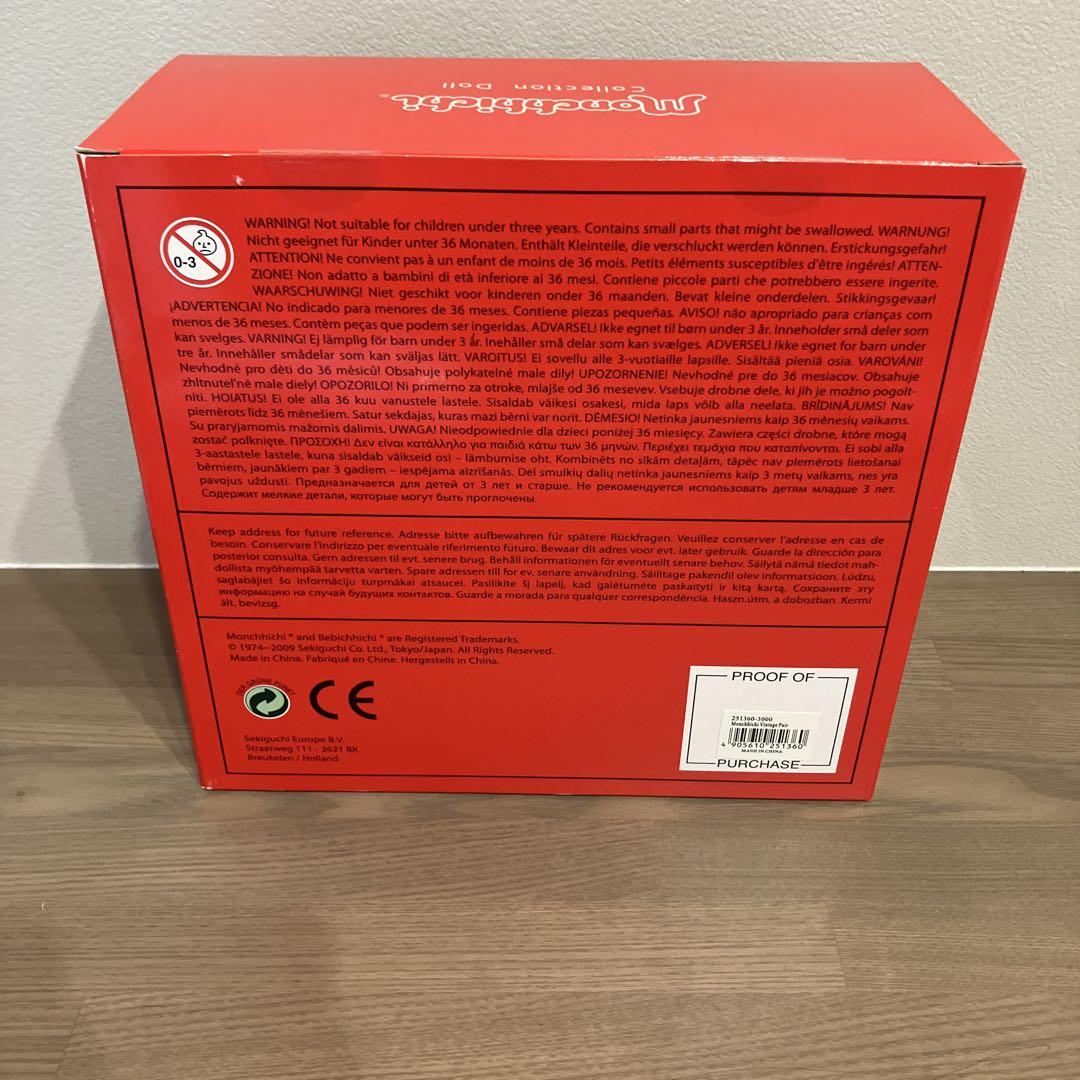 Monchhichi®
Collection Doll
0-3
WARNING! Not suitable for children under three years. Contains small parts that might be swallowed. WARNUNG!
Nicht geeignet für Kinder unter 36 Monaten. Enthält Kleinteile, die verschluckt werden können. Erstickungsgefahr!
ATTENTION! Ne convient pas à un enfant de moins de 36 mois. Petits éléments susceptibles d'être ingérés! ATTEN-
ZIONE! Non adatto a bambini di età inferiore ai 36 mesi. Contiene piccole parti che potrebbero essere ingerite.
WAARSCHUWING! Niet geschikt voor kinderen onder 36 maanden. Bevat kleine onderdelen. Stikkingsgevaar!
¡ADVERTENCIA! No indicado para menores de 36 meses. Contiene piezas pequeñas. AVISO! não apropriado para crianças com
menos de 36 meses. Contèm peças que podem ser ingeridas. ADVARSEL! Ikke egnet til børn under 3 år. Inneholder små deler som
kan svelges. VARNING! Ej lämplig för barn under 3 år. Inehåller små delar som kan svælges. ADVERSEL! Ikke egnet for barn under
tre år. Innehåller smådelar som kan sväljas lätt. VAROITUS! Ei sovellu alle 3-vuotiaille lapsille. Sisältää pieniä osia. VAROVÁNI!
Nevhodné pro dèti do 36 měsíců! Obsahuje polykatelné male díly! UPOZORNENIE! Nevhodné pre do 36 mesiacov. Obsahuje
zhltnutel'né male diely! OPOZORILO! Ni primerno za otroke, mlajše od 36 mesevev. Vsebuje drobne dele, ki jih je možno pogolt-
niti. HOIATUS! Ei ole alla 36 kuu vanustele lastele. Sisaldab väikesi osakesi, mida laps võib alla neelata. BRĪDINĀJUMS! Nav
piemērots līdz 36 mēnešiem. Satur sekdajas, kuras mazi bērni var norīt. DĖMESIO! Netinka jaunesniems kaip 36 mėnesių vaikams.
Su praryjamomis mažomis dalimis. UWAGA! Nieodpowiednie dla dzieci poniżej 36 miesięcy. Zawiera części drobne, które mogą
zostać połknięte. ΠΡΟΣΟΧΗ! Δεν είναι κατάλληλο για παιδιά κάτω των 36 μηνών. Περιέχει τεμάχια που καταπίνονται. Ei sobi alla
3-aastastele lastele, kuna sisaldab väikseid osi – lämbumise oht. Kombinēts no sīkām detaļām, tāpēc nav piemērots lietošanai
bērniem, jaunākiem par 3 gadiem – iespējama aizrīšanās. Dėl smulkių dalių netinka jaunesniems kaip 3 metų vaikams, nes yra
pavojus uždusti. Предназначается для детей от 3 лет и старше. Не рекомендуется использовать детям младше 3 лет.
Содержит мелкие детали, которые могут быть проглочены.
Keep address for future reference. Adresse bitte aufbewahren für spätere Rückfragen. Veuillez conserver l'adresse en cas de
besoin. Conservare l'indirizzo per eventuale riferimento futuro. Bewaar dit adres voor evt. later gebruik. Guarde la dirección para
posterior consulta. Gern adressen til evt. senere brug. Behåll informationen för eventuellt senare behov. Säilytä nämä tiedot mah-
dollista myöhempää tarvetta varten. Spare adressen till for ev. senare användning. Säilitage pakendil olev informatsioon. Lūdzu,
saglabājiet šo informāciju turpmākai atsaucei. Pasilikite šį lapelį, kad galėtumėte paskaityti ir kitą kartą. Сохраните эту
информацию на случай будущих контактов. Guarde a morada para qualquer correspondência. Haszn.útm. a dobozban. Kermi
ált. bevizsg.
Monchhichi® and Bebichhichi® are Registered Trademarks.
© 1974~2009 Sekiguchi Co. Ltd., Tokyo/Japan. All Rights Reserved.
Made in China. Fabriqué en Chine. Hergestellt in China.
DER GRÜNE PUNKT
CE
Sekiguchi Europe B.V.
Straatweg 111 - 3621 BK
Breukelen / Holland
PROOF OF
251360-3000
Monchhichi Vintage Pair
4 905610 251360
MADE IN CHINA
PURCHASE